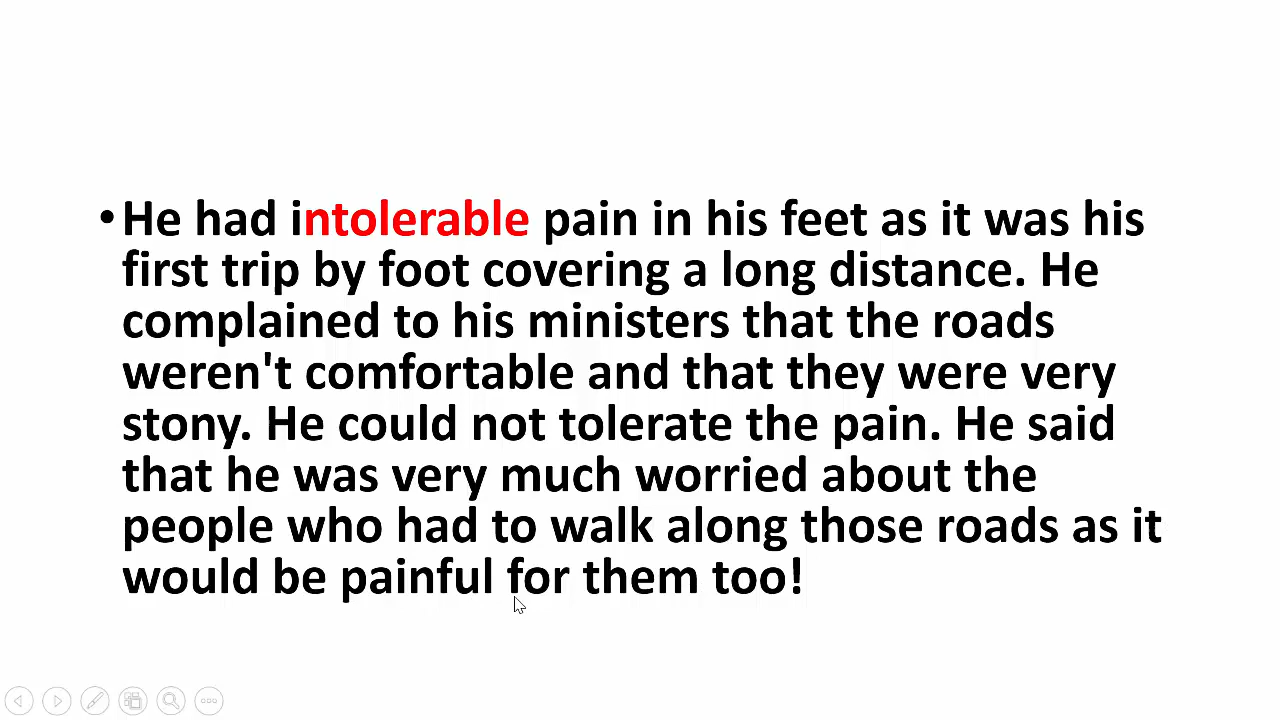 •He had intolerable pain in his feet as it was his
first trip by foot covering a long distance. He
complained to his ministers that the roads
weren't comfortable and that they were very
stony. He could not tolerate the pain. He said
that he was very much worried about the
people who had to walk along those roads as it
would be painful for them too!